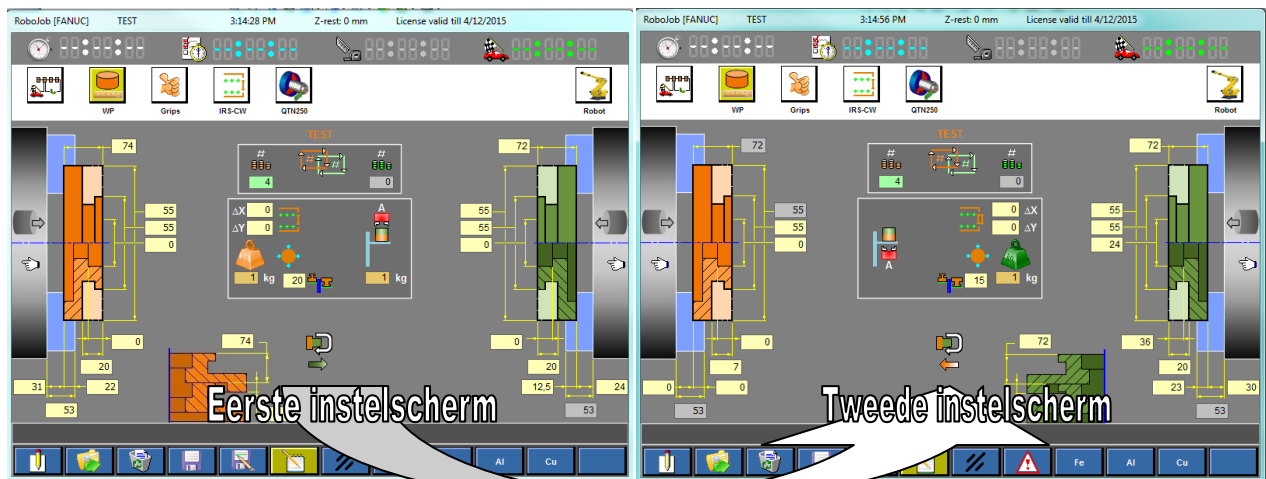 RoboJob [FANUC] TEST 3:14:28 PM Z-rest: 0 mm License valid till 4/12/2015
WP Grips IRS-CW QTN250 Robot
TEST
# # # #
4 0
74 72
ΔX 0 A
ΔY 0
55 55
55 55
0 0
1 kg 20 1 kg
0 74 0
20 20
31 22 12,5 24
53 53
Eerste instelscherm
Al Cu
RoboJob [FANUC] TEST 3:14:56 PM Z-rest: 0 mm License valid till 4/12/2015
WP Grips IRS-CW QTN250 Robot
TEST
# # # #
4 0
72 72
0 ΔX
0 ΔY
A
55 55
55 55
0 24
15 1 kg
0 72 36
7 20
0 0 23 30
53 53
Tweede instelscherm
Fe Al Cu